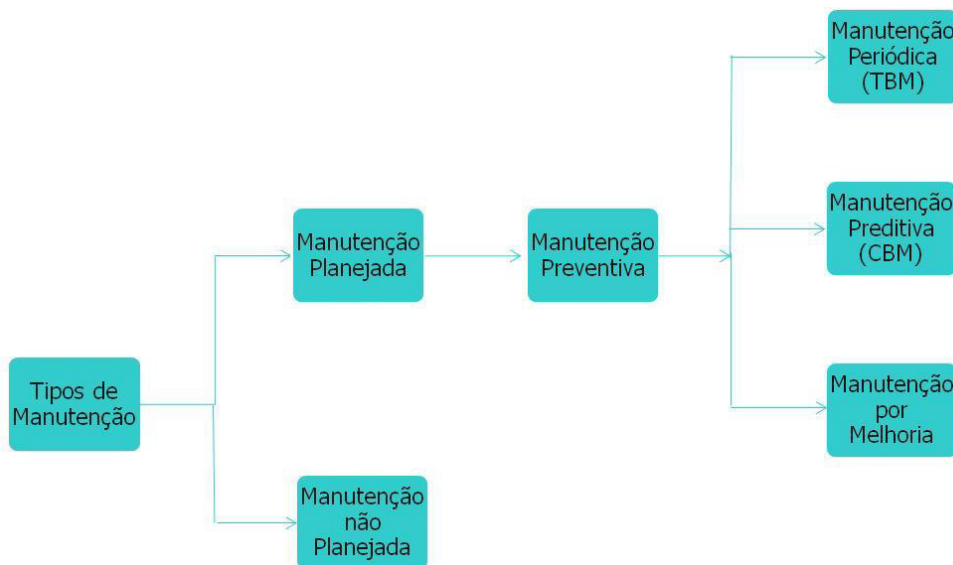 Manutenção
Periódica
(TBM)
Manutenção
Preditiva
(CBM)
Manutenção
Planejada
Manutenção
Preventiva
Tipos de
Manutenção
Manutenção
por
Melhoria
Manutenção
não
Planejada